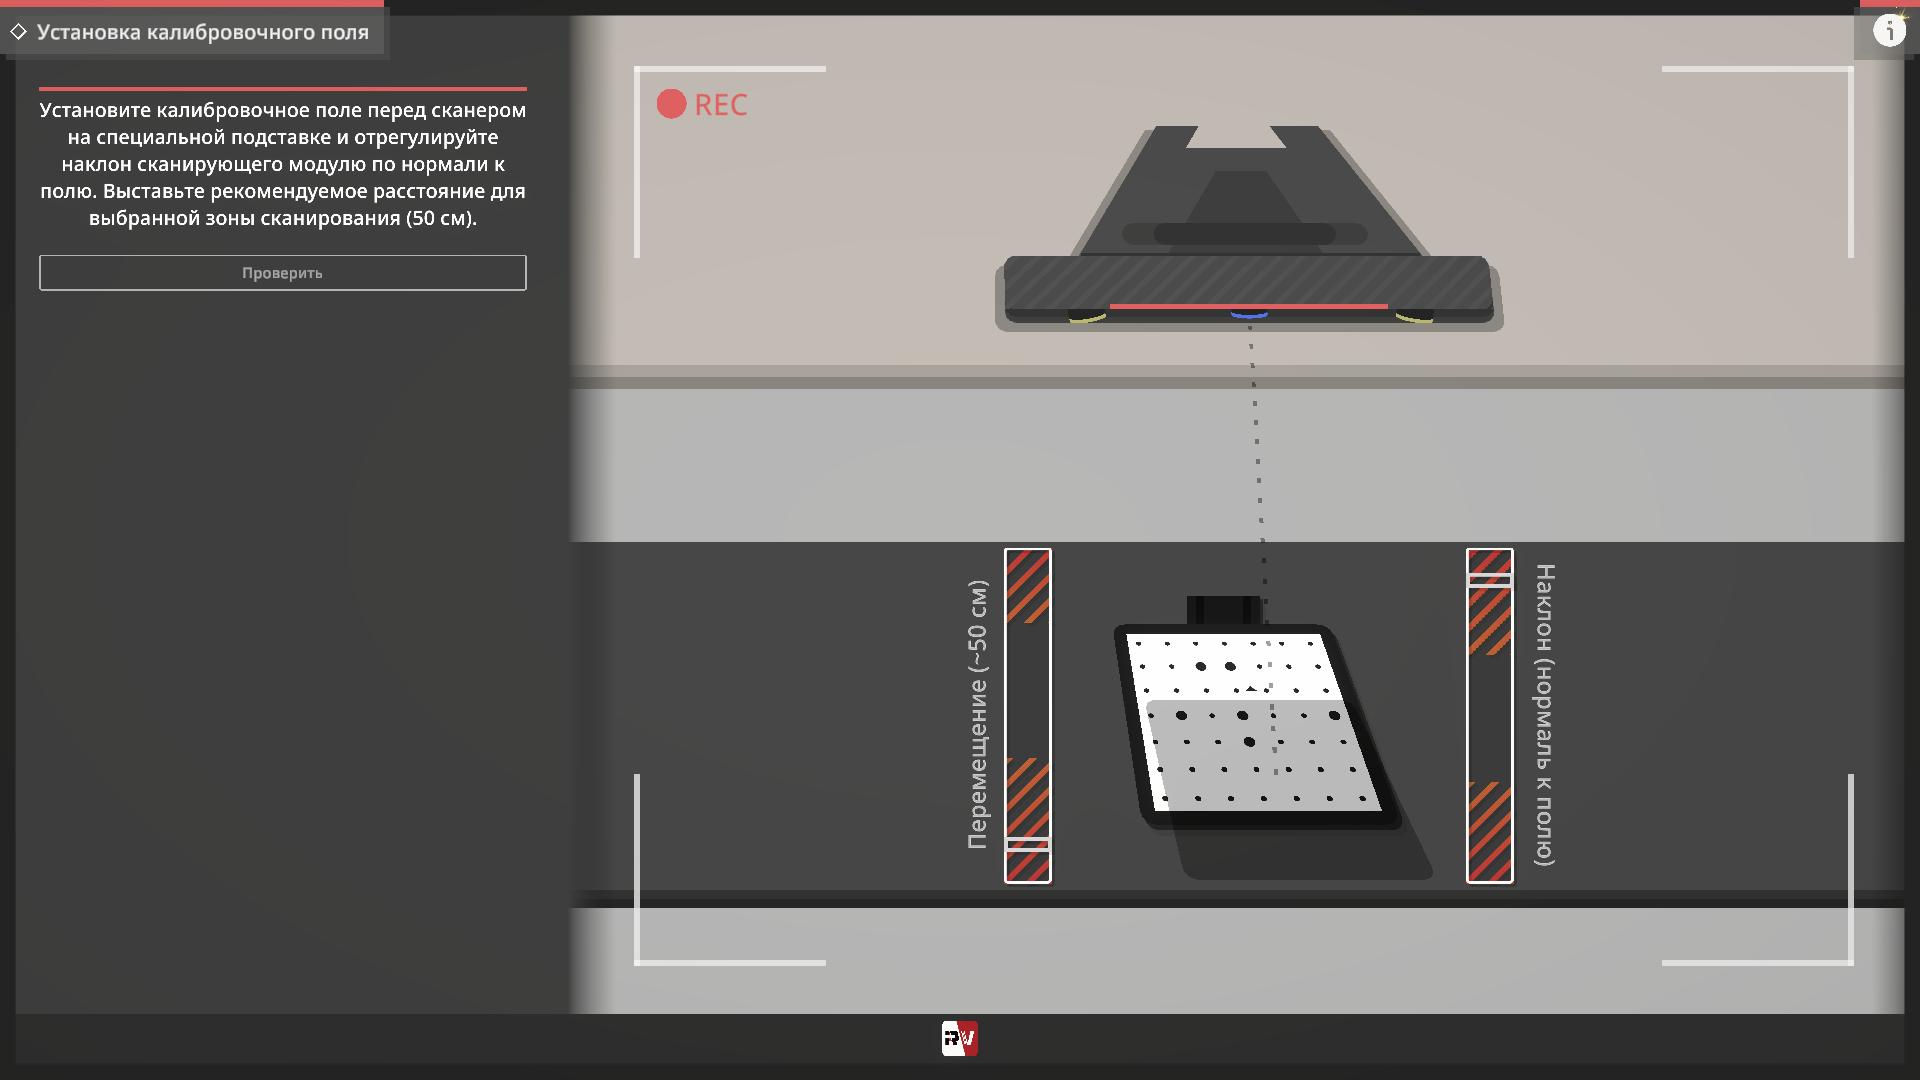 Установка калибровочного поля
Установите калибровочное поле перед сканером
на специальной подставке и отрегулируйте
наклон сканирующего модулю по нормали к
полю. Выставьте рекомендуемое расстояние для
выбранной зоны сканирования (50 см).
Проверить
REC
Перемещение (~50 см)
Наклон (нормаль к полю)
RV